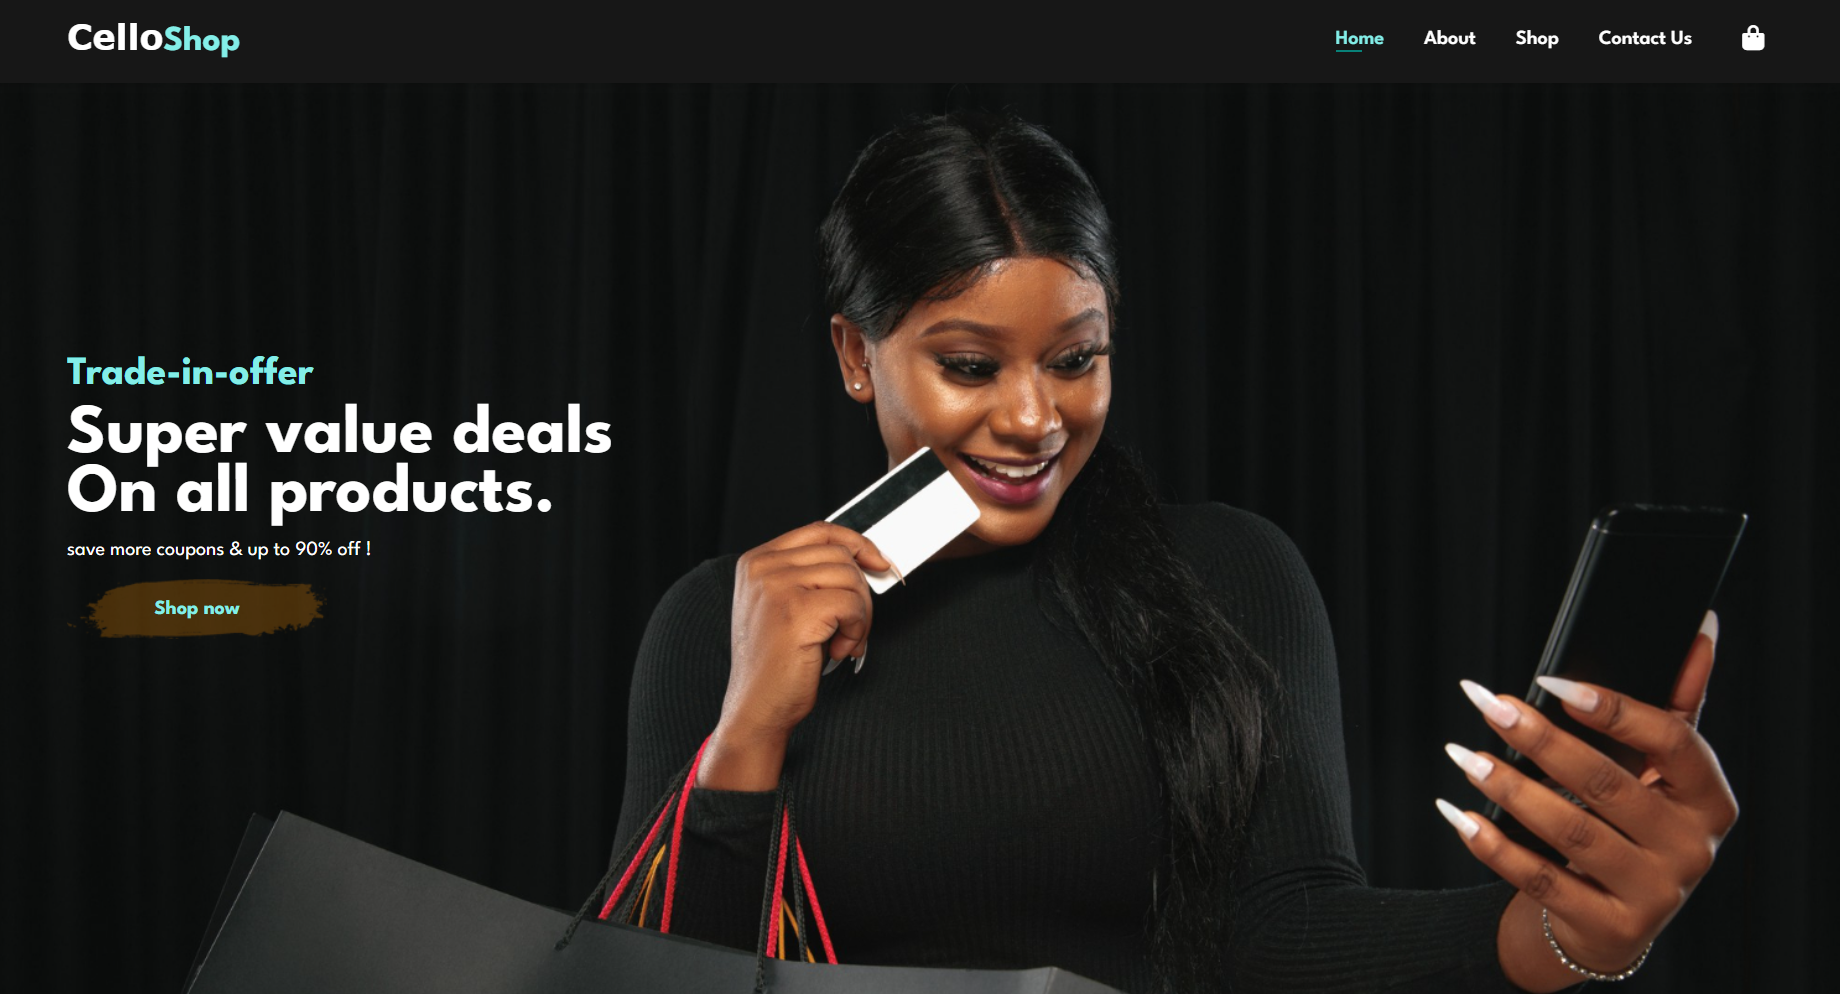 CelloShop
Home About Shop Contact Us
Trade-in-offer
Super value deals
On all products.
save more coupons & up to 90% off !
Shop now